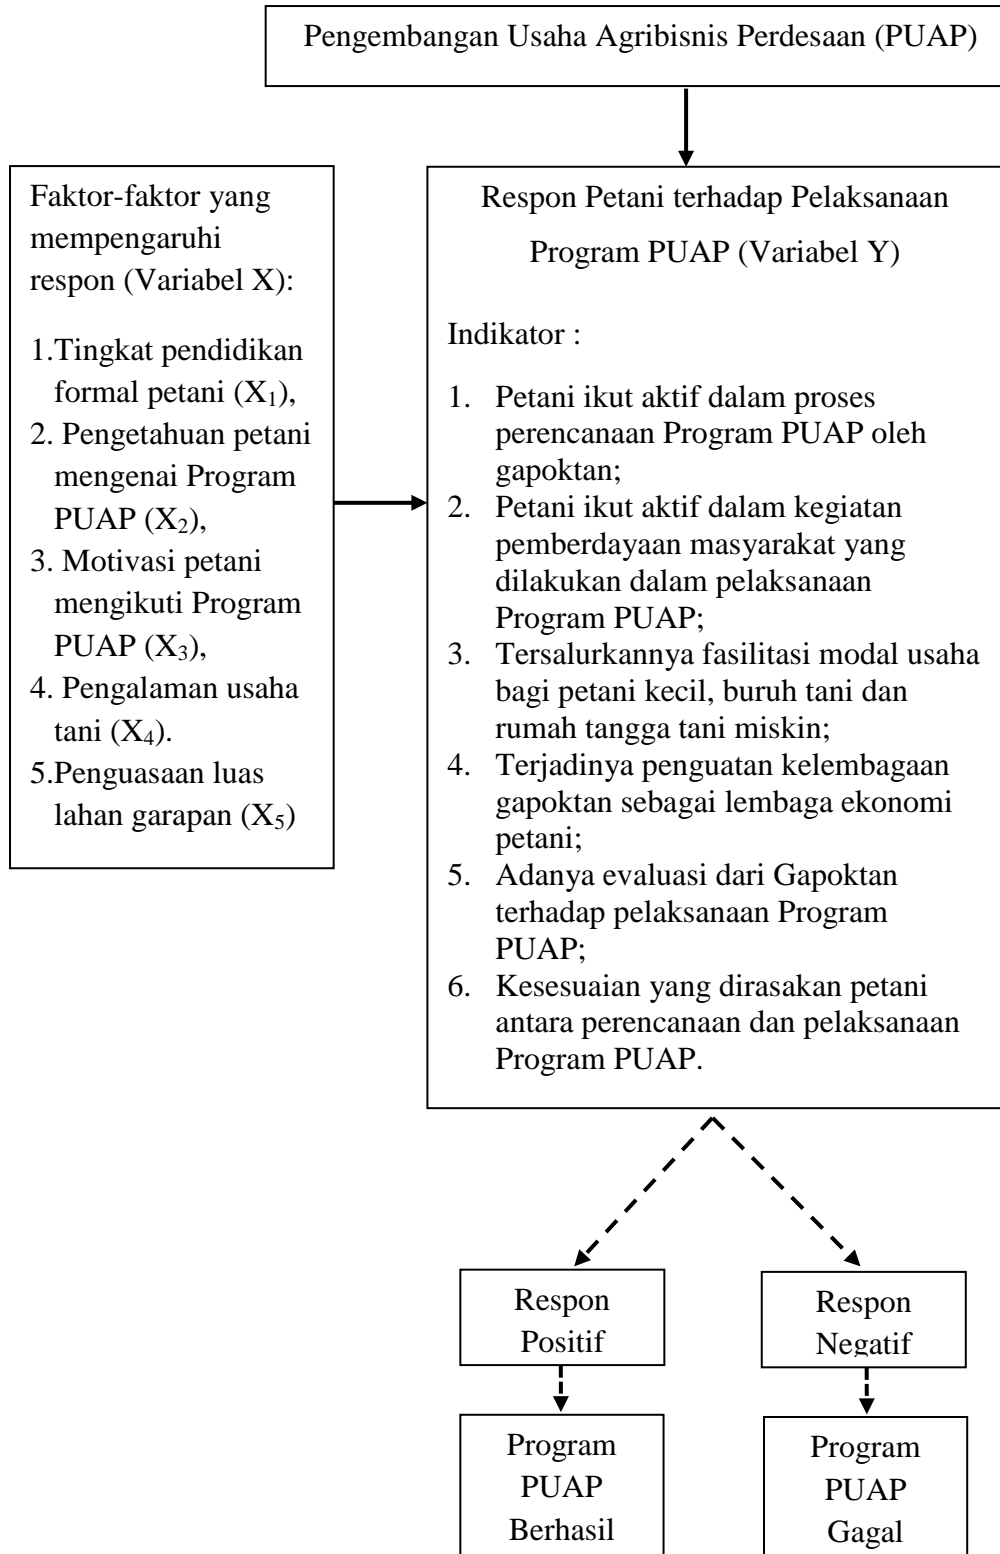 Pengembangan Usaha Agribisnis Perdesaan (PUAP)
Faktor-faktor yang
mempengaruhi
respon (Variabel X):
1.Tingkat pendidikan
formal petani (X₁),
2. Pengetahuan petani
mengenai Program
PUAP (X₂),
3. Motivasi petani
mengikuti Program
PUAP (X₃),
4. Pengalaman usaha
tani (X₄).
5.Penguasaan luas
lahan garapan (X₅)
Respon Petani terhadap Pelaksanaan
Program PUAP (Variabel Y)
Indikator :
1. Petani ikut aktif dalam proses
perencanaan Program PUAP oleh
gapoktan;
2. Petani ikut aktif dalam kegiatan
pemberdayaan masyarakat yang
dilakukan dalam pelaksanaan
Program PUAP;
3. Tersalurkannya fasilitasi modal usaha
bagi petani kecil, buruh tani dan
rumah tangga tani miskin;
4. Terjadinya penguatan kelembagaan
gapoktan sebagai lembaga ekonomi
petani;
5. Adanya evaluasi dari Gapoktan
terhadap pelaksanaan Program
PUAP;
6. Kesesuaian yang dirasakan petani
antara perencanaan dan pelaksanaan
Program PUAP.
Respon
Positif
Respon
Negatif
Program
PUAP
Berhasil
Program
PUAP
Gagal